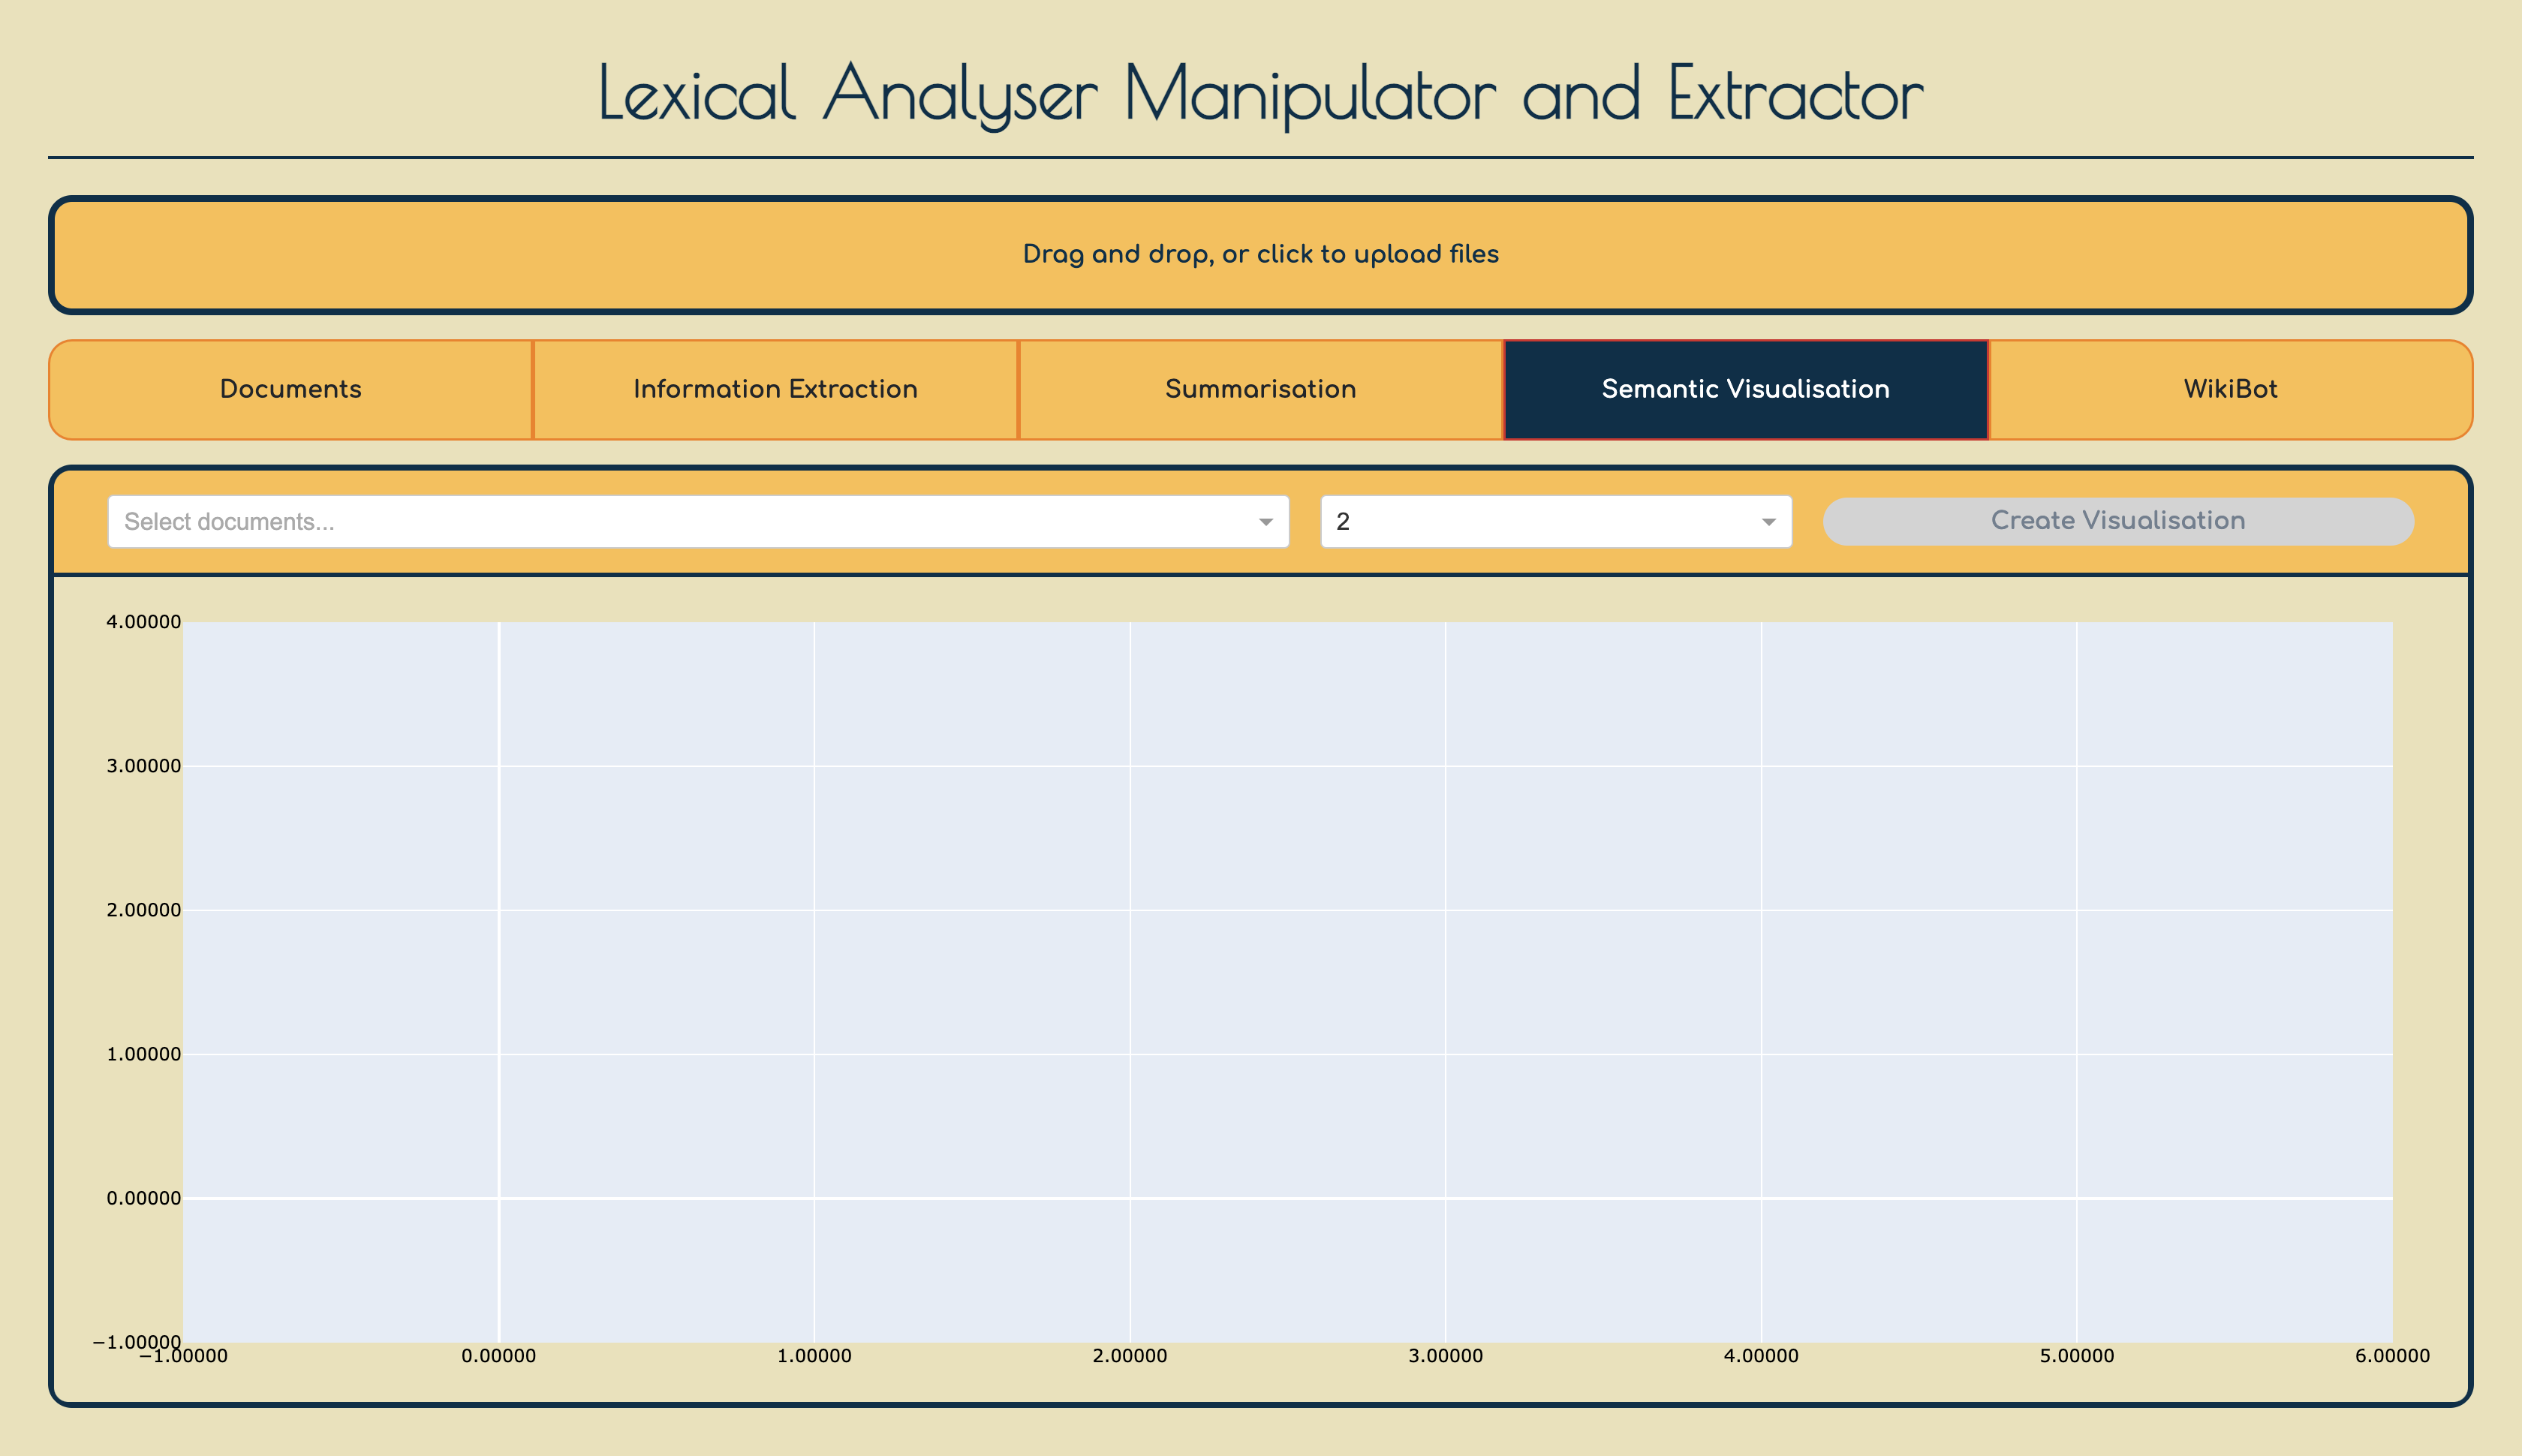 Lexical Analyser Manipulator and Extractor
Drag and drop, or click to upload files
Documents
Information Extraction
Summarisation
Semantic Visualisation
WikiBot
Select documents...
2
Create Visualisation
4.00000
3.00000
2.00000
1.00000
0.00000
−1.00000
−1.00000 0.00000 1.00000 2.00000 3.00000 4.00000 5.00000 6.00000